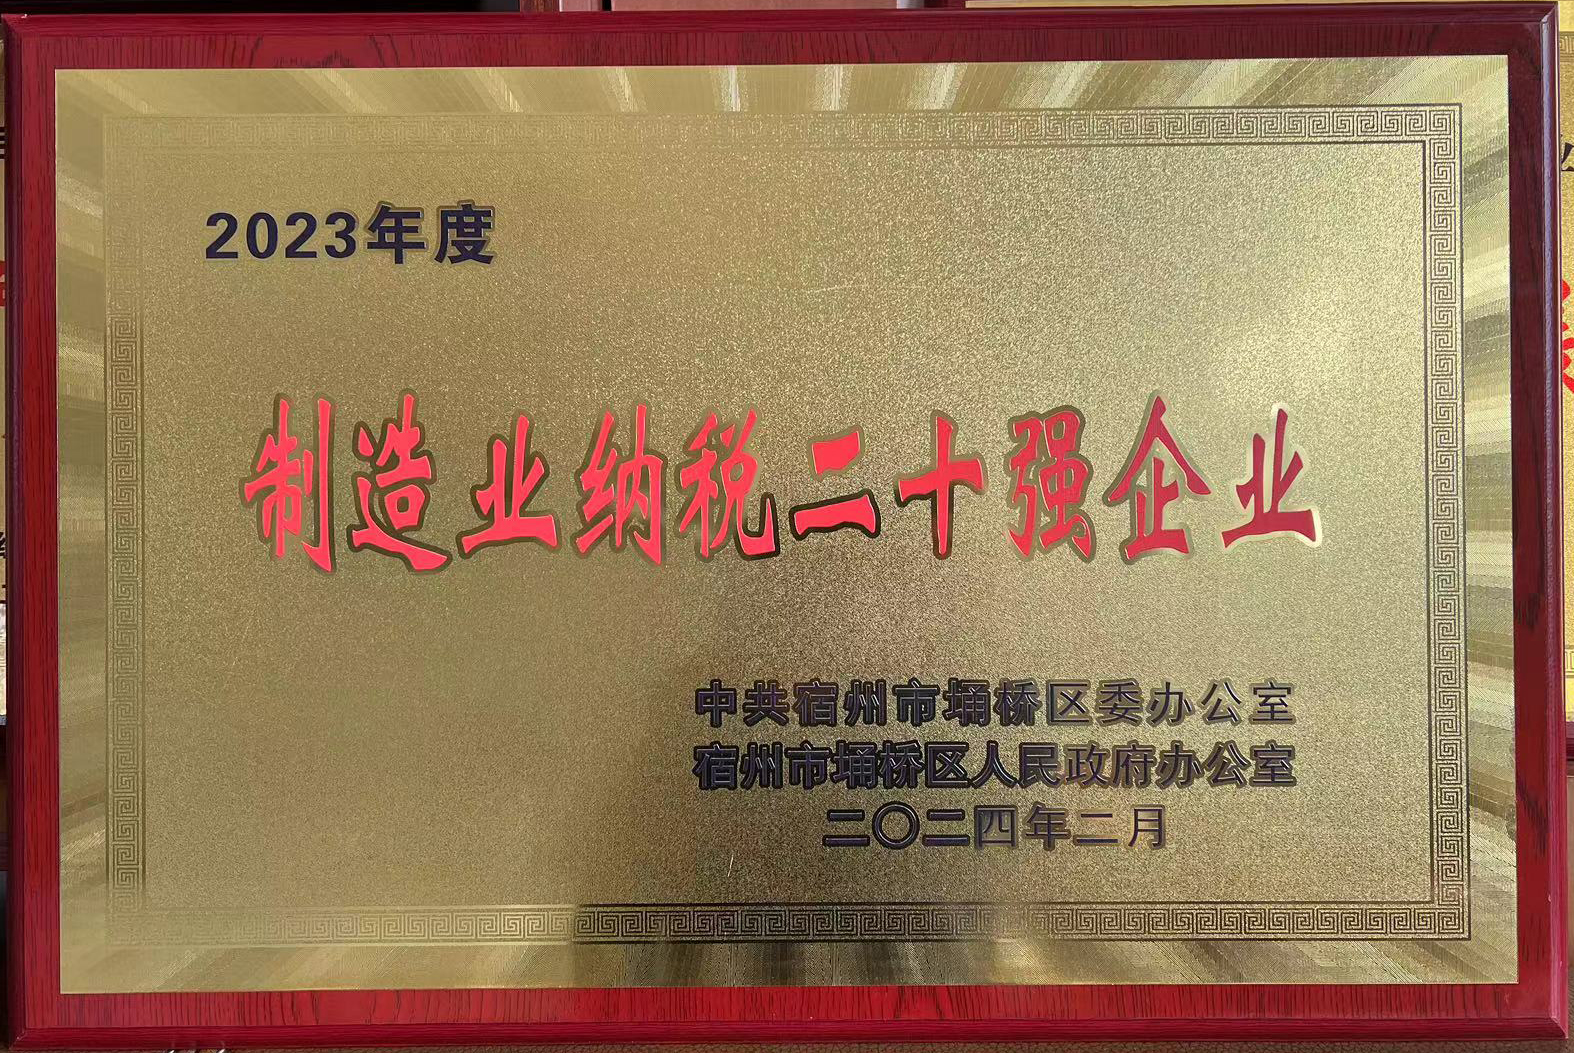 2023年度
制造业纳税二十强企业
中共宿州市埇桥区委办公室
宿州市埇桥区人民政府办公室
二〇二四年二月